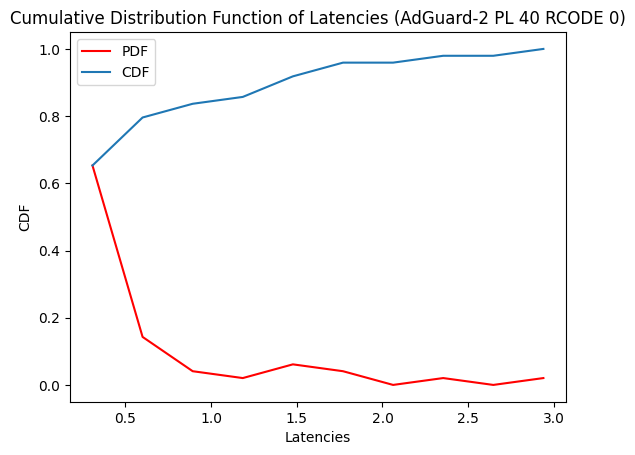 Cumulative Distribution Function of Latencies (AdGuard-2 PL 40 RCODE 0)
PDF
CDF
CDF
1.0
0.8
0.6
0.4
0.2
0.0
0.5
1.0
1.5
2.0
2.5
3.0
Latencies